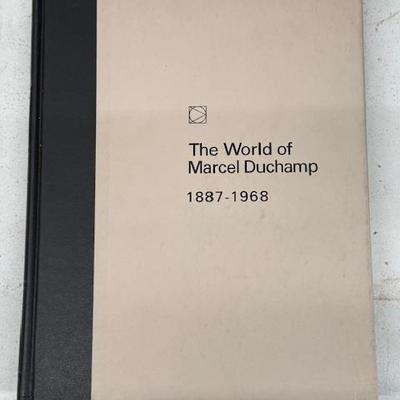 The World of
Marcel Duchamp
1887-1968